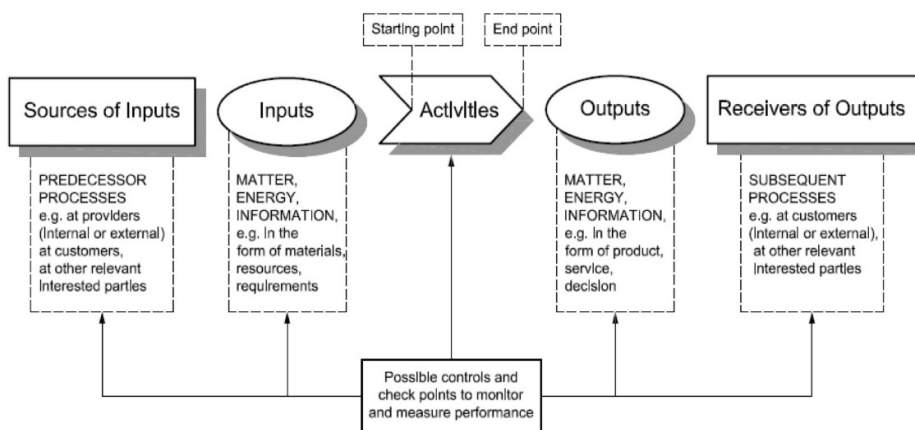 Starting point
End point
Sources of Inputs
Inputs
Activities
Outputs
Receivers of Outputs
PREDECESSOR
PROCESSES
e.g. at providers
(internal or external)
at customers,
at other relevant
interested parties
MATTER,
ENERGY,
INFORMATION,
e.g. in the
form of materials,
resources,
requirements
MATTER,
ENERGY,
INFORMATION,
e.g. in the
form of product,
service,
decision
SUBSEQUENT
PROCESSES
e.g. at customers
(internal or external),
at other relevant
interested parties
Possible controls and
check points to monitor
and measure performance